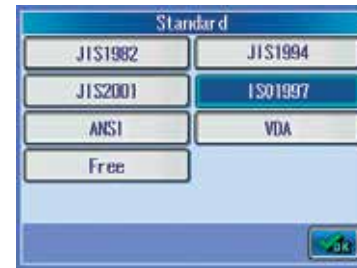 Standard
JIS1982 JIS1994
JIS2001 ISO1997
ANSI VDA
Free
ok